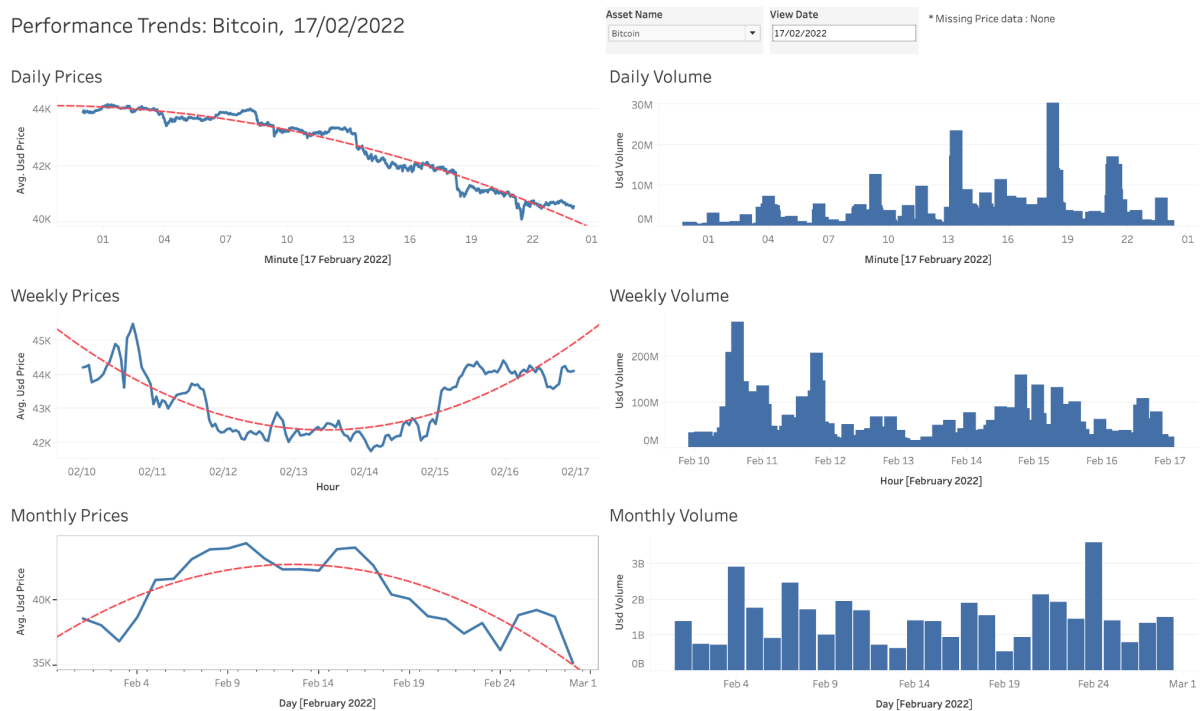 Performance Trends: Bitcoin, 17/02/2022
Asset Name
Bitcoin
View Date
17/02/2022
* Missing Price data : None
Daily Prices
Avg. Usd Price
44K
42K
40K
01 04 07 10 13 16 19 22 01
Minute [17 February 2022]
Daily Volume
Usd Volume
30M
20M
10M
0M
01 04 07 10 13 16 19 22 01
Minute [17 February 2022]
Weekly Prices
Avg. Usd Price
45K
44K
43K
42K
02/10 02/11 02/12 02/13 02/14 02/15 02/16 02/17
Hour
Weekly Volume
Usd Volume
200M
100M
0M
Feb 10 Feb 11 Feb 12 Feb 13 Feb 14 Feb 15 Feb 16 Feb 17
Hour [February 2022]
Monthly Prices
Avg. Usd Price
40K
35K
Feb 4 Feb 9 Feb 14 Feb 19 Feb 24 Mar 1
Day [February 2022]
Monthly Volume
Usd Volume
3B
2B
1B
0B
Feb 4 Feb 9 Feb 14 Feb 19 Feb 24 Mar 1
Day [February 2022]